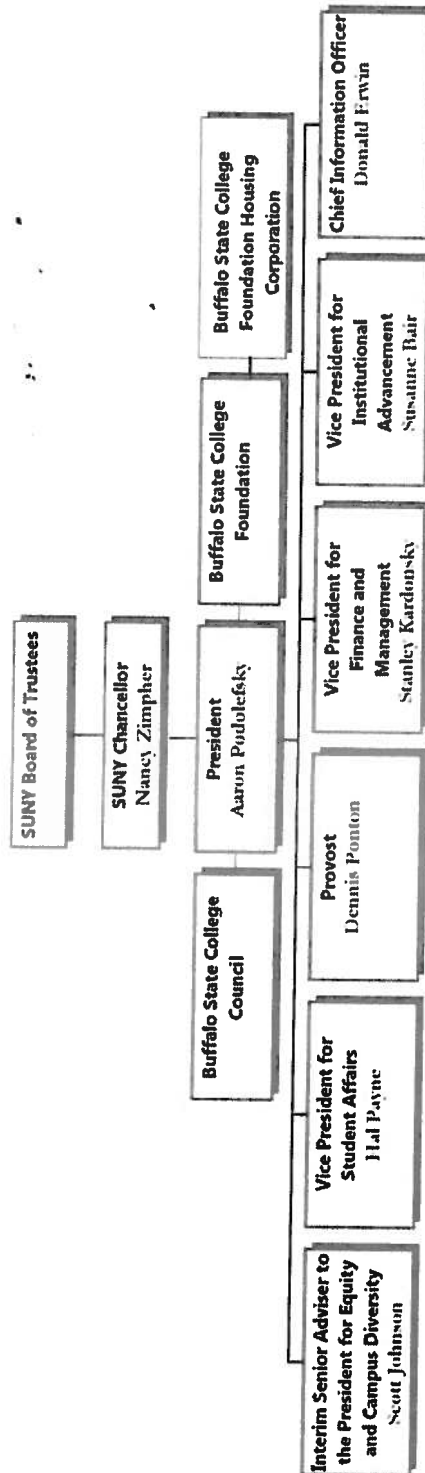 SUNY Board of Trustees
SUNY Chancellor
Nancy Zimpher
Buffalo State College
Council
President
Aaron Podolefsky
Buffalo State College
Foundation
Buffalo State College
Foundation Housing
Corporation
Interim Senior Adviser to
the President for Equity
and Campus Diversity
Scott Johnson
Vice President for
Student Affairs
Hal Payne
Provost
Dennis Ponton
Vice President for
Finance and
Management
Stanley Kardonsky
Vice President for
Institutional
Advancement
Susanne Bair
Chief Information Officer
Donald Erwin